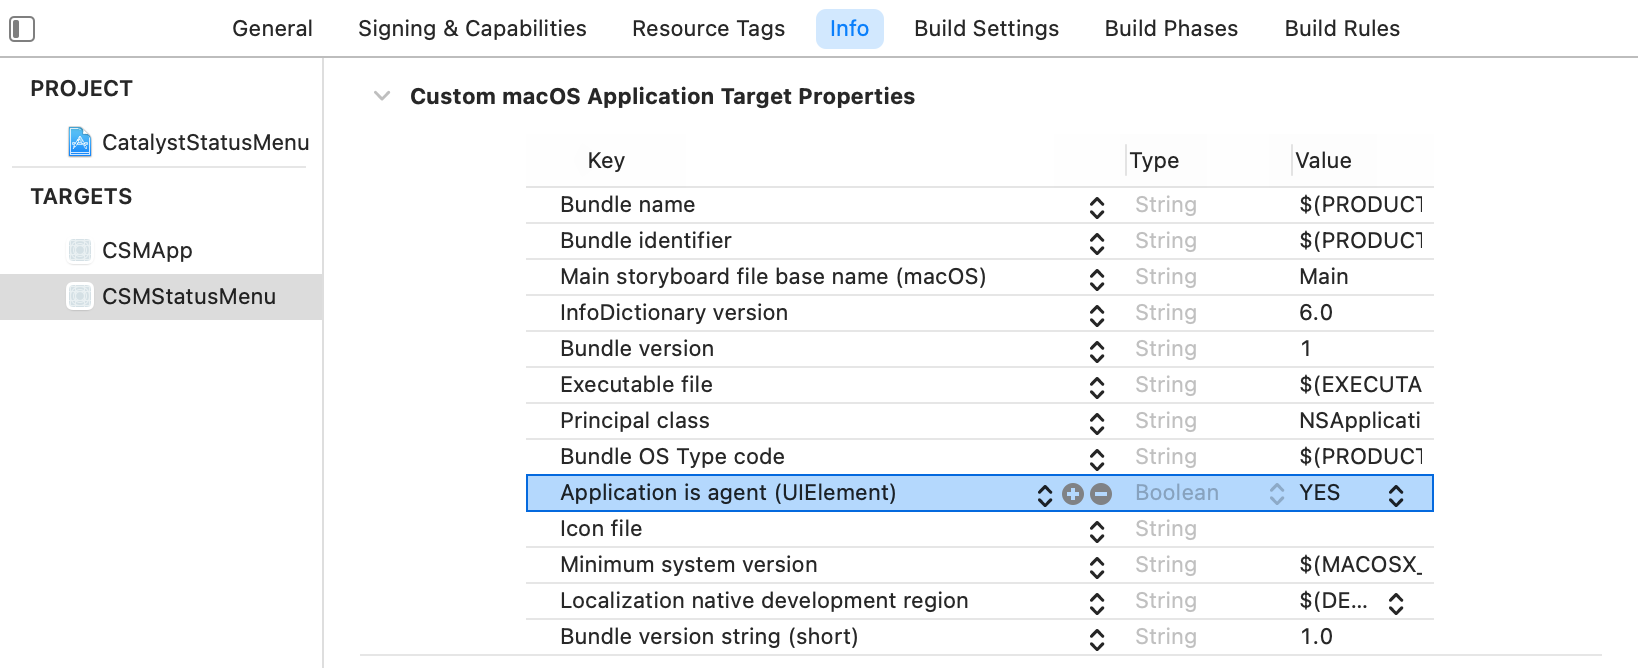 General Signing & Capabilities Resource Tags Info Build Settings Build Phases Build Rules
PROJECT
CatalystStatusMenu
TARGETS
CSMApp
CSMStatusMenu
Custom macOS Application Target Properties
Key Type Value
Bundle name String $(PRODUCT
Bundle identifier String $(PRODUCT
Main storyboard file base name (macOS) String Main
InfoDictionary version String 6.0
Bundle version String 1
Executable file String $(EXECUTA
Principal class String NSApplicati
Bundle OS Type code String $(PRODUCT
Application is agent (UIElement) Boolean YES
Icon file String
Minimum system version String $(MACOSX_
Localization native development region String $(DE...
Bundle version string (short) String 1.0